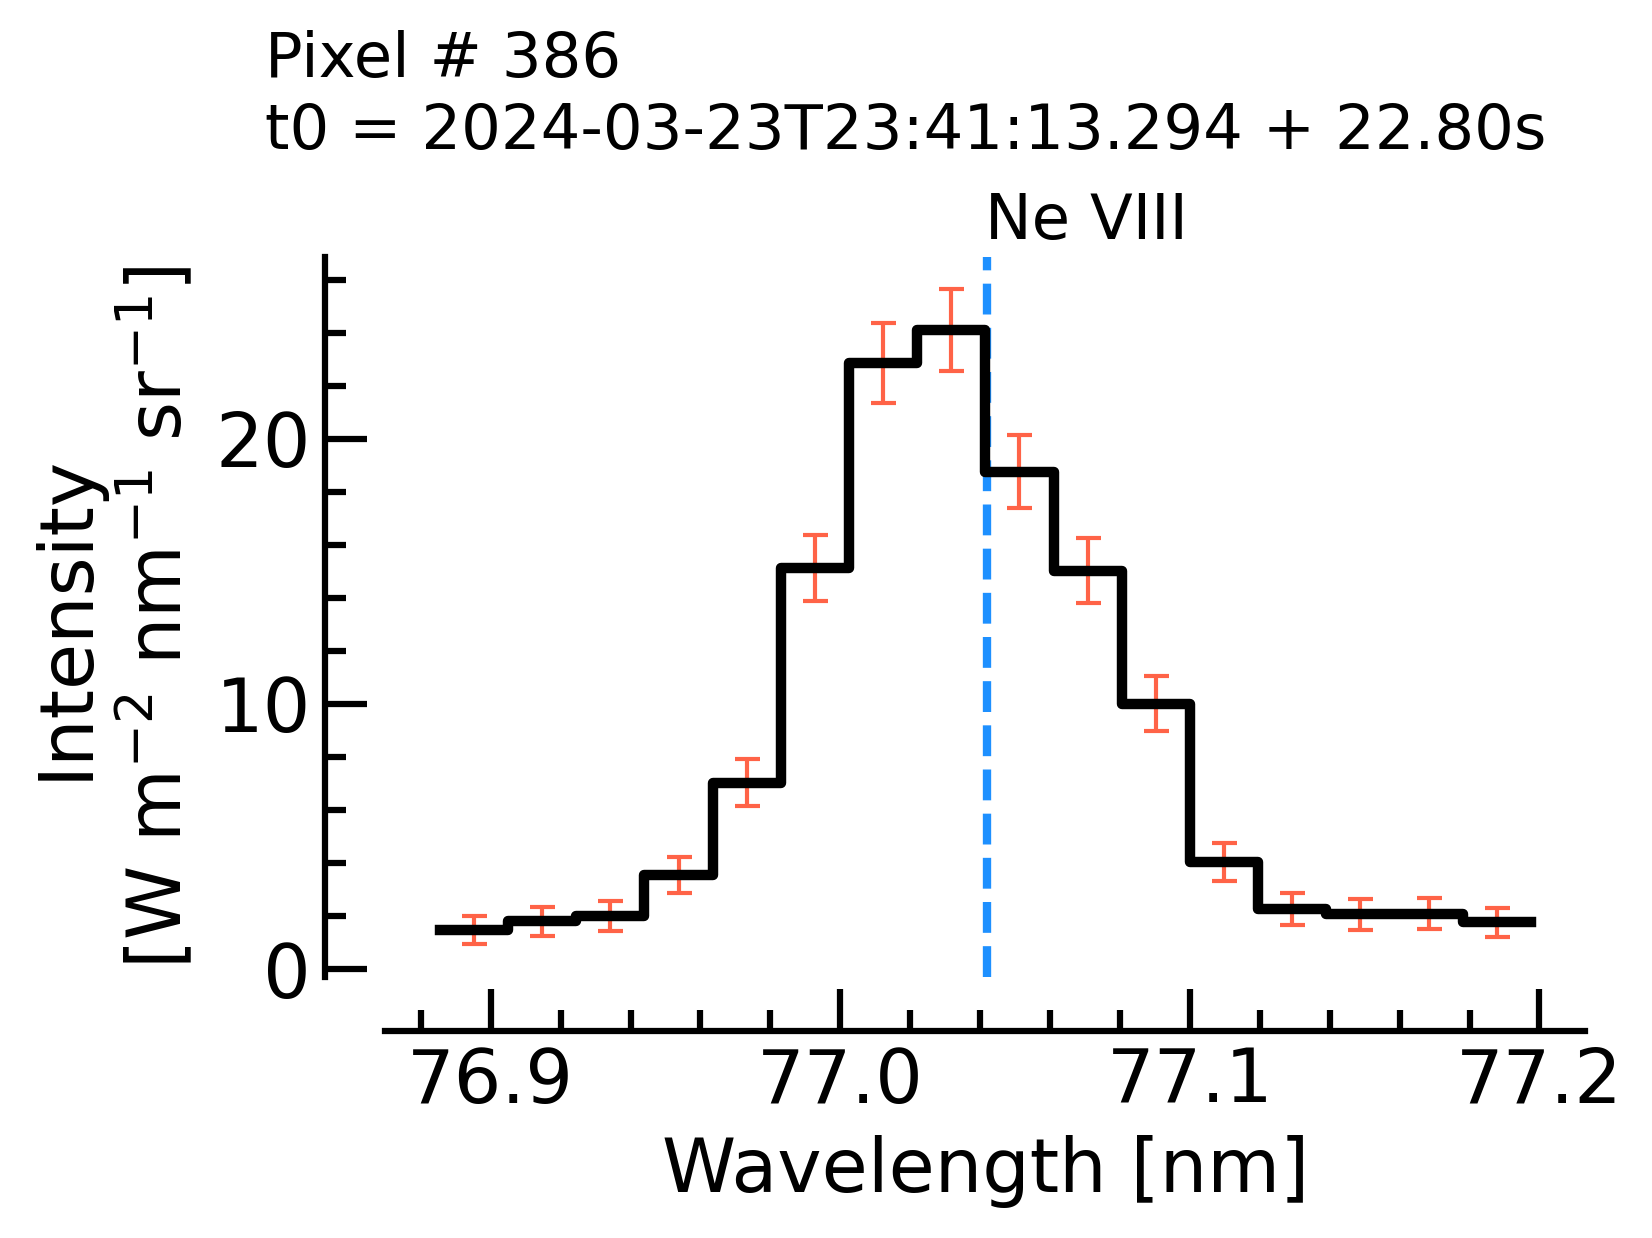 Pixel # 386
t0 = 2024-03-23T23:41:13.294 + 22.80s
Ne VIII
Intensity
[W m⁻² nm⁻¹ sr⁻¹]
20
10
0
76.9 77.0 77.1 77.2
Wavelength [nm]